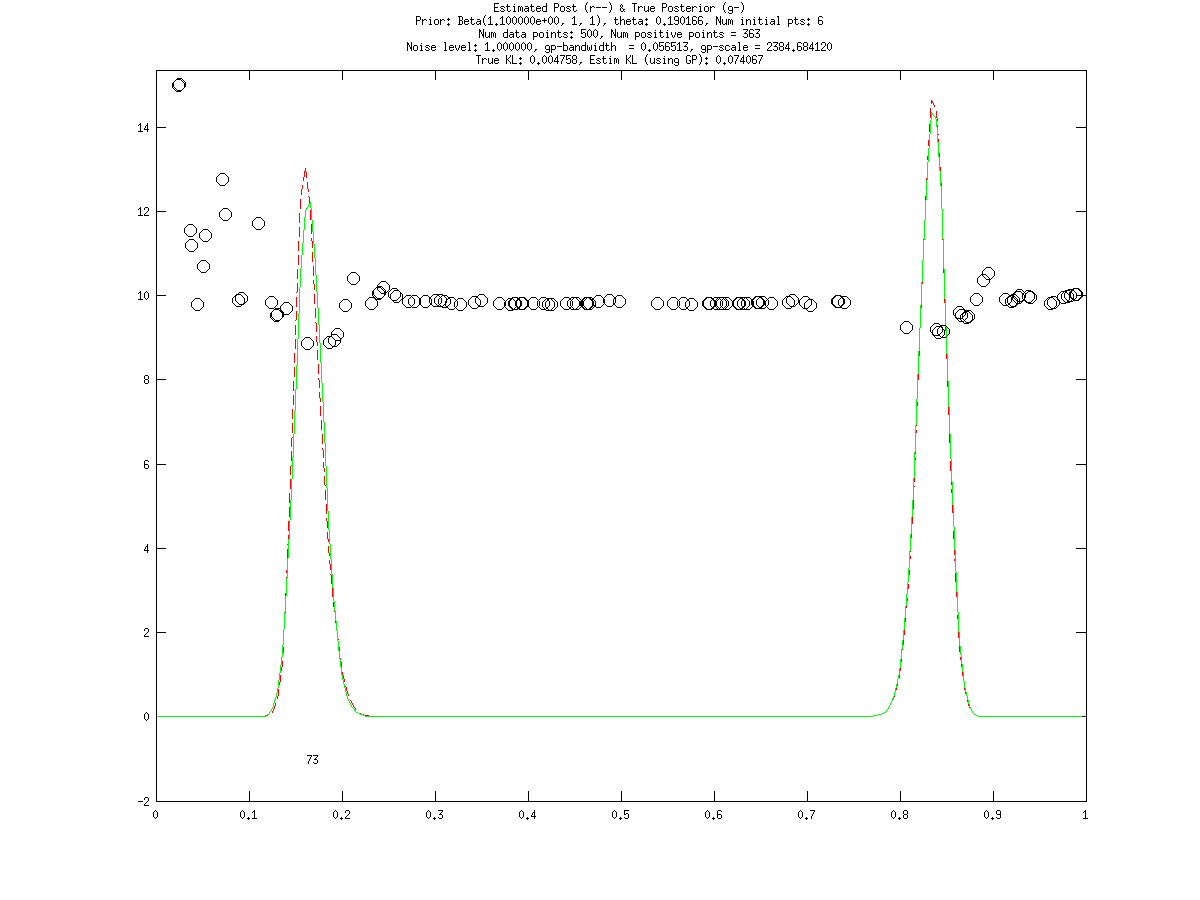 Estimated Post (r--) & True Posterior (g-)
Prior: Beta(1.100000e+00, 1, 1), theta: 0.190166, Num initial pts: 6
Num data points: 500, Num positive points = 363
Noise level: 1.000000, gp-bandwidth  = 0.056513, gp-scale = 2384.684120
True KL: 0.004758, Estim KL (using GP): 0.074067
14
12
10
8
6
4
2
0
73
-2
0 0.1 0.2 0.3 0.4 0.5 0.6 0.7 0.8 0.9 1